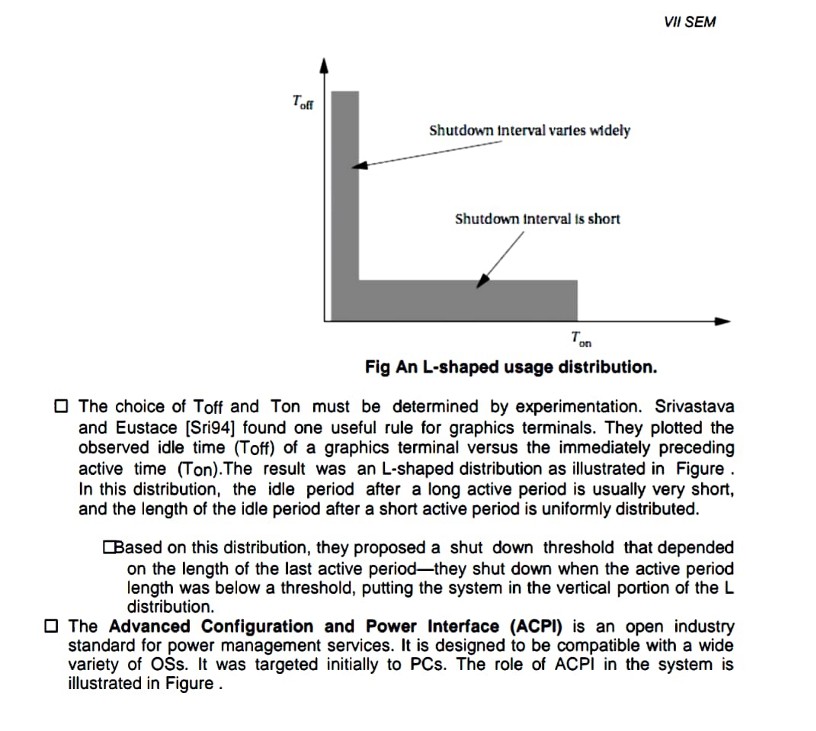 VII SEM
Toff
Shutdown interval varies widely
Shutdown interval is short
Ton
Fig An L-shaped usage distribution.
☐ The choice of Toff and Ton must be determined by experimentation. Srivastava
and Eustace [Sri94] found one useful rule for graphics terminals. They plotted the
observed idle time (Toff) of a graphics terminal versus the immediately preceding
active time (Ton).The result was an L-shaped distribution as illustrated in Figure .
In this distribution, the idle period after a long active period is usually very short,
and the length of the idle period after a short active period is uniformly distributed.
☐Based on this distribution, they proposed a shut down threshold that depended
on the length of the last active period—they shut down when the active period
length was below a threshold, putting the system in the vertical portion of the L
distribution.
☐ The Advanced Configuration and Power Interface (ACPI) is an open industry
standard for power management services. It is designed to be compatible with a wide
variety of OSs. It was targeted initially to PCs. The role of ACPI in the system is
illustrated in Figure .